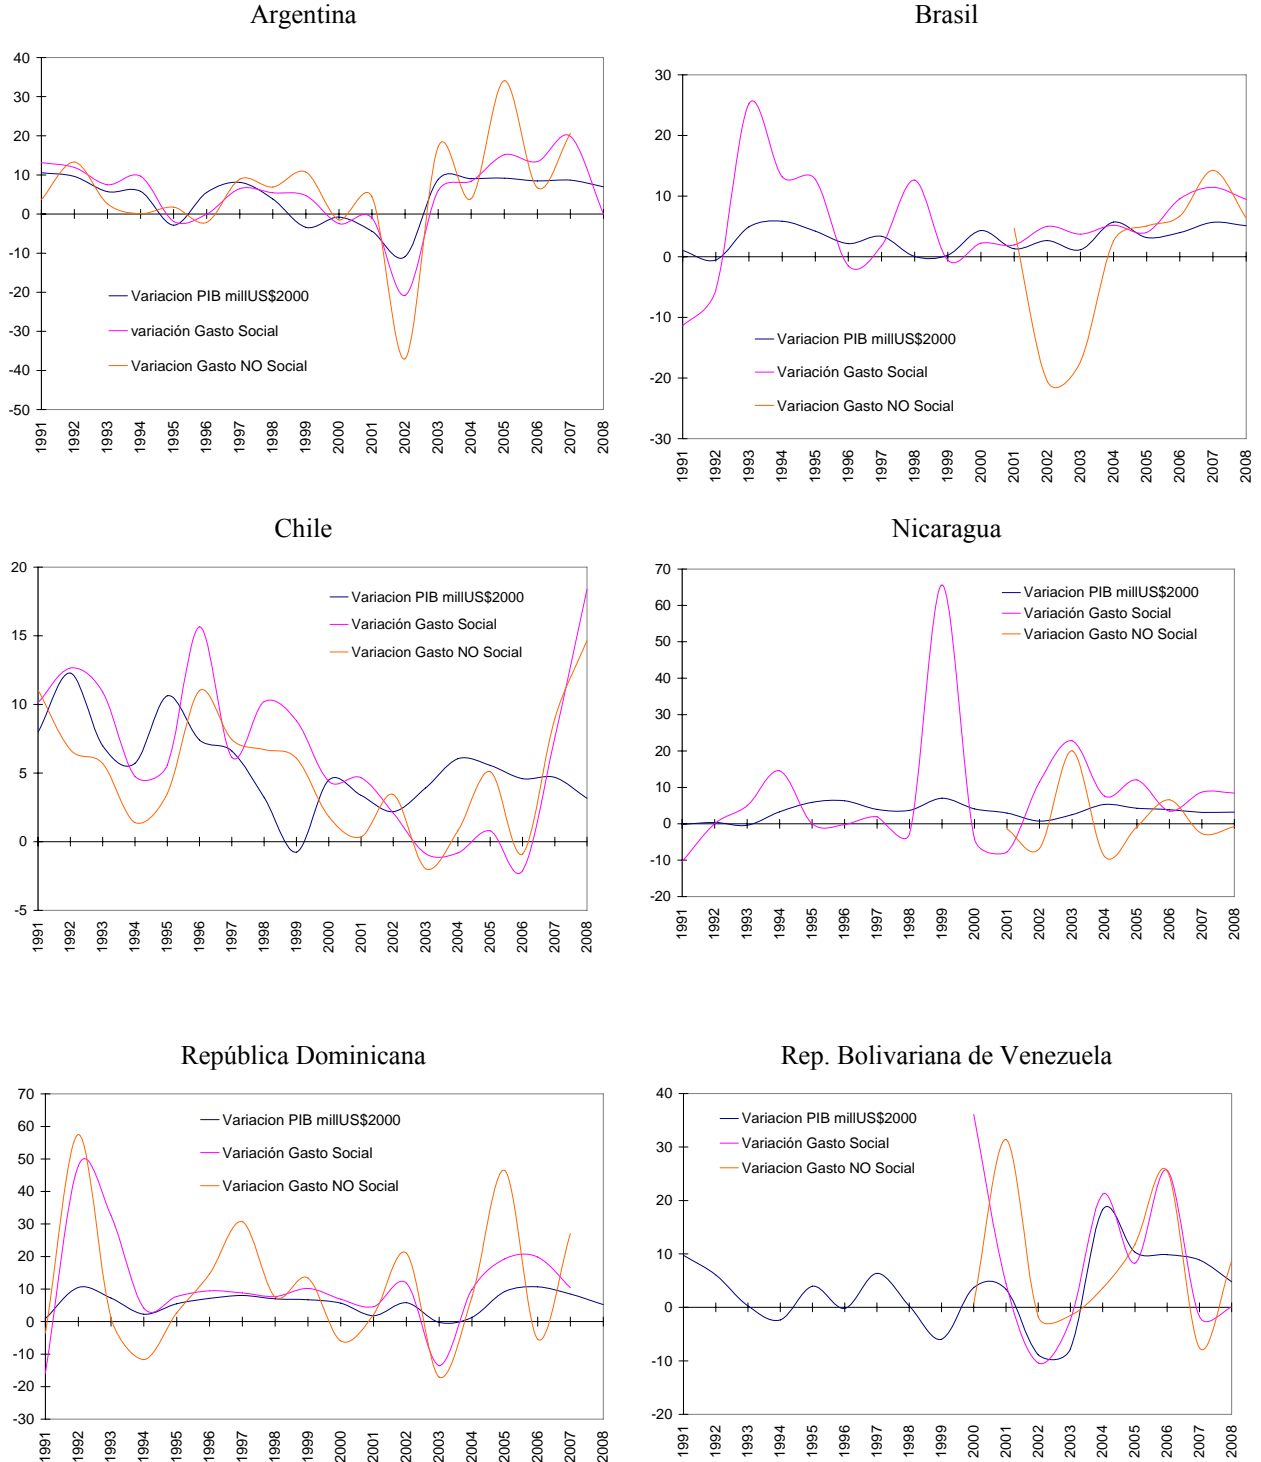 Argentina
40
30
20
10
0
-10
-20
-30
-40
-50
Variacion PIB millUS$2000
variación Gasto Social
Variacion Gasto NO Social
1991 1992 1993 1994 1995 1996 1997 1998 1999 2000 2001 2002 2003 2004 2005 2006 2007 2008
Brasil
30
20
10
0
-10
-20
-30
Variacion PIB millUS$2000
Variación Gasto Social
Variacion Gasto NO Social
1991 1992 1993 1994 1995 1996 1997 1998 1999 2000 2001 2002 2003 2004 2005 2006 2007 2008
Chile
20
15
10
5
0
-5
Variacion PIB millUS$2000
Variación Gasto Social
Variacion Gasto NO Social
1991 1992 1993 1994 1995 1996 1997 1998 1999 2000 2001 2002 2003 2004 2005 2006 2007 2008
Nicaragua
70
60
50
40
30
20
10
0
-10
-20
Variacion PIB millUS$2000
Variación Gasto Social
Variacion Gasto NO Social
1991 1992 1993 1994 1995 1996 1997 1998 1999 2000 2001 2002 2003 2004 2005 2006 2007 2008
República Dominicana
70
60
50
40
30
20
10
0
-10
-20
-30
Variacion PIB millUS$2000
Variación Gasto Social
Variacion Gasto NO Social
1991 1992 1993 1994 1995 1996 1997 1998 1999 2000 2001 2002 2003 2004 2005 2006 2007 2008
Rep. Bolivariana de Venezuela
40
30
20
10
0
-10
-20
Variacion PIB millUS$2000
Variación Gasto Social
Variacion Gasto NO Social
1991 1992 1993 1994 1995 1996 1997 1998 1999 2000 2001 2002 2003 2004 2005 2006 2007 2008